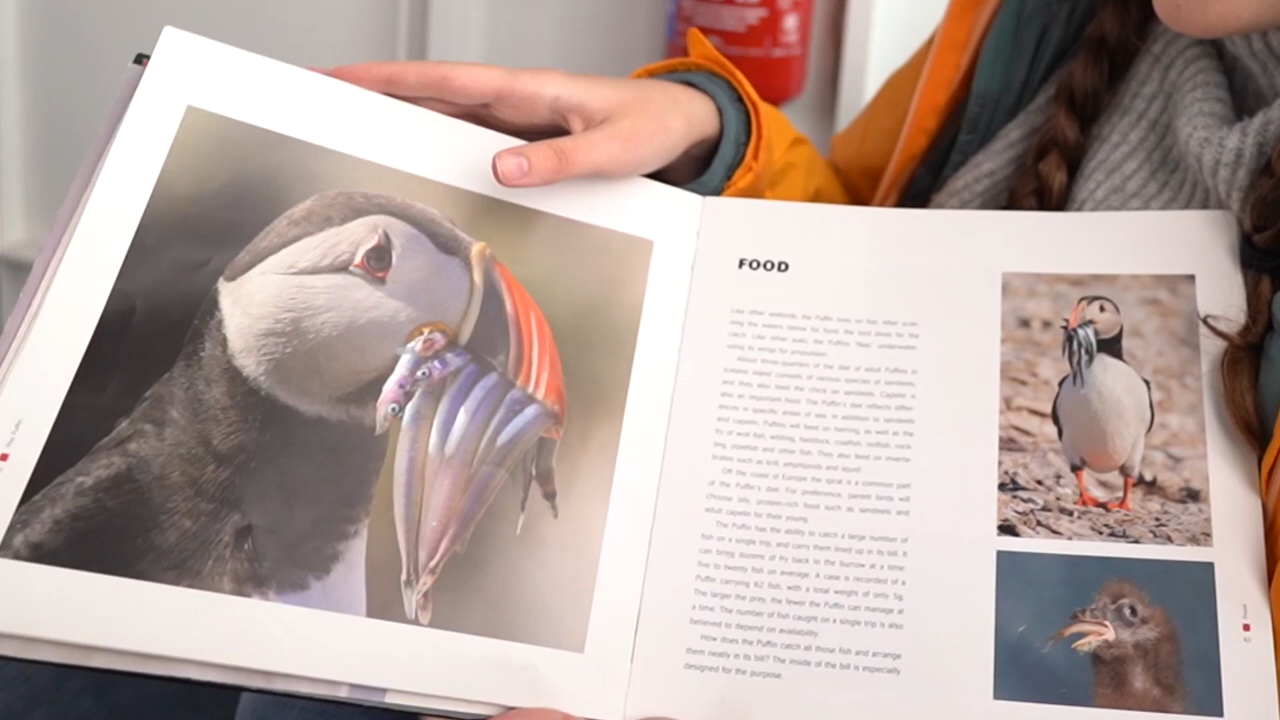 The Puffin
FOOD
Like other seabirds, the Puffin lives on fish. After scan-
ning the waters below for food, the bird dives for the
catch. Like other auks, the Puffins "flies" underwater
using its wings for propulsion.
About three-quarters of the diet of adult Puffins in
Iceland consists of various species of sandeels,
and they also feed the chick on sandeels. Capelin is
also an important food. The Puffin's diet reflects differ-
ences in specific areas of sea in addition to sandeels
and capelin, Puffins will feed on herring, as well as the
fry of wolf fish, whiting, haddock, coalfish, redfish, rock-
ling, and other fish. They also feed on inverte-
brates such as krill, amphipods and squid.
Off the coast of Europe the sprat is a common part
of the Puffin's diet. For preference, parent birds will
choose oily, protein-rich food such as sandeels and
adult capelin for their young.
The Puffin has the ability to catch a large number of
fish on a single trip, and carry them lined up in its bill. It
can bring dozens of fry back to the burrow at a time:
five to twenty fish on average. A case is recorded of a
Puffin carrying 62 fish, with a total weight of only 5g.
The larger the prey, the fewer the Puffin can manage at
a time. The number of fish caught on a single trip is also
believed to depend on availability.
How does the Puffin catch all those fish and arrange
them neatly in its bill? The inside of the bill is especially
designed for the purpose.
Food